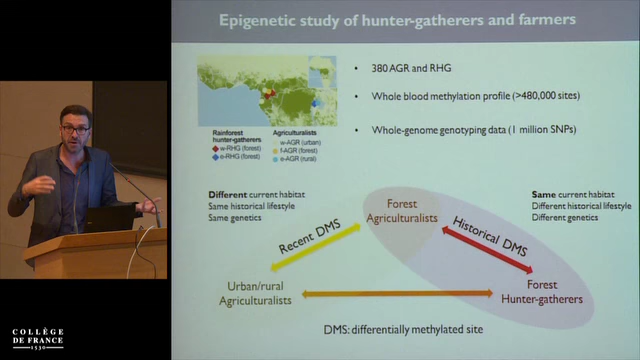 Epigenetic study of hunter-gatherers and farmers
• 380 AGR and RHG
• Whole blood methylation profile (>480,000 sites)
• Whole-genome genotyping data (1 million SNPs)
Rainforest
hunter-gatherers
w-RHG (forest)
e-RHG (forest)
Agriculturalists
w-AGR (urban)
f-AGR (forest)
e-AGR (rural)
Different current habitat
Same historical lifestyle
Same genetics
Same current habitat
Different historical lifestyle
Different genetics
Forest
Agriculturalists
Recent DMS
Historical DMS
Urban/rural
Agriculturalists
Forest
Hunter-gatherers
DMS: differentially methylated site
COLLÈGE
DE FRANCE
1530